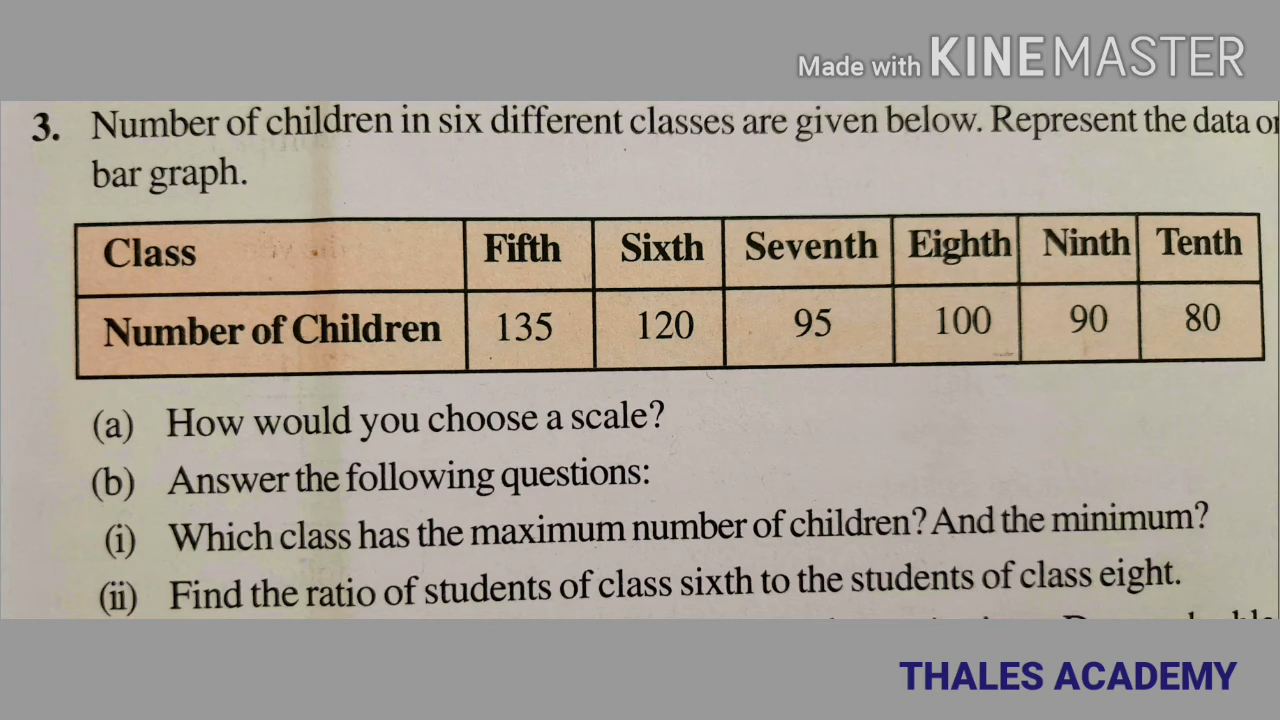 Made with KINEMASTER
3. Number of children in six different classes are given below. Represent the data
bar graph.
Class Fifth Sixth Seventh Eighth Ninth Tenth
Number of Children 135 120 95 100 90 80
(a) How would you choose a scale?
(b) Answer the following questions:
(i) Which class has the maximum number of children? And the minimum?
(ii) Find the ratio of students of class sixth to the students of class eight.
THALES ACADEMY